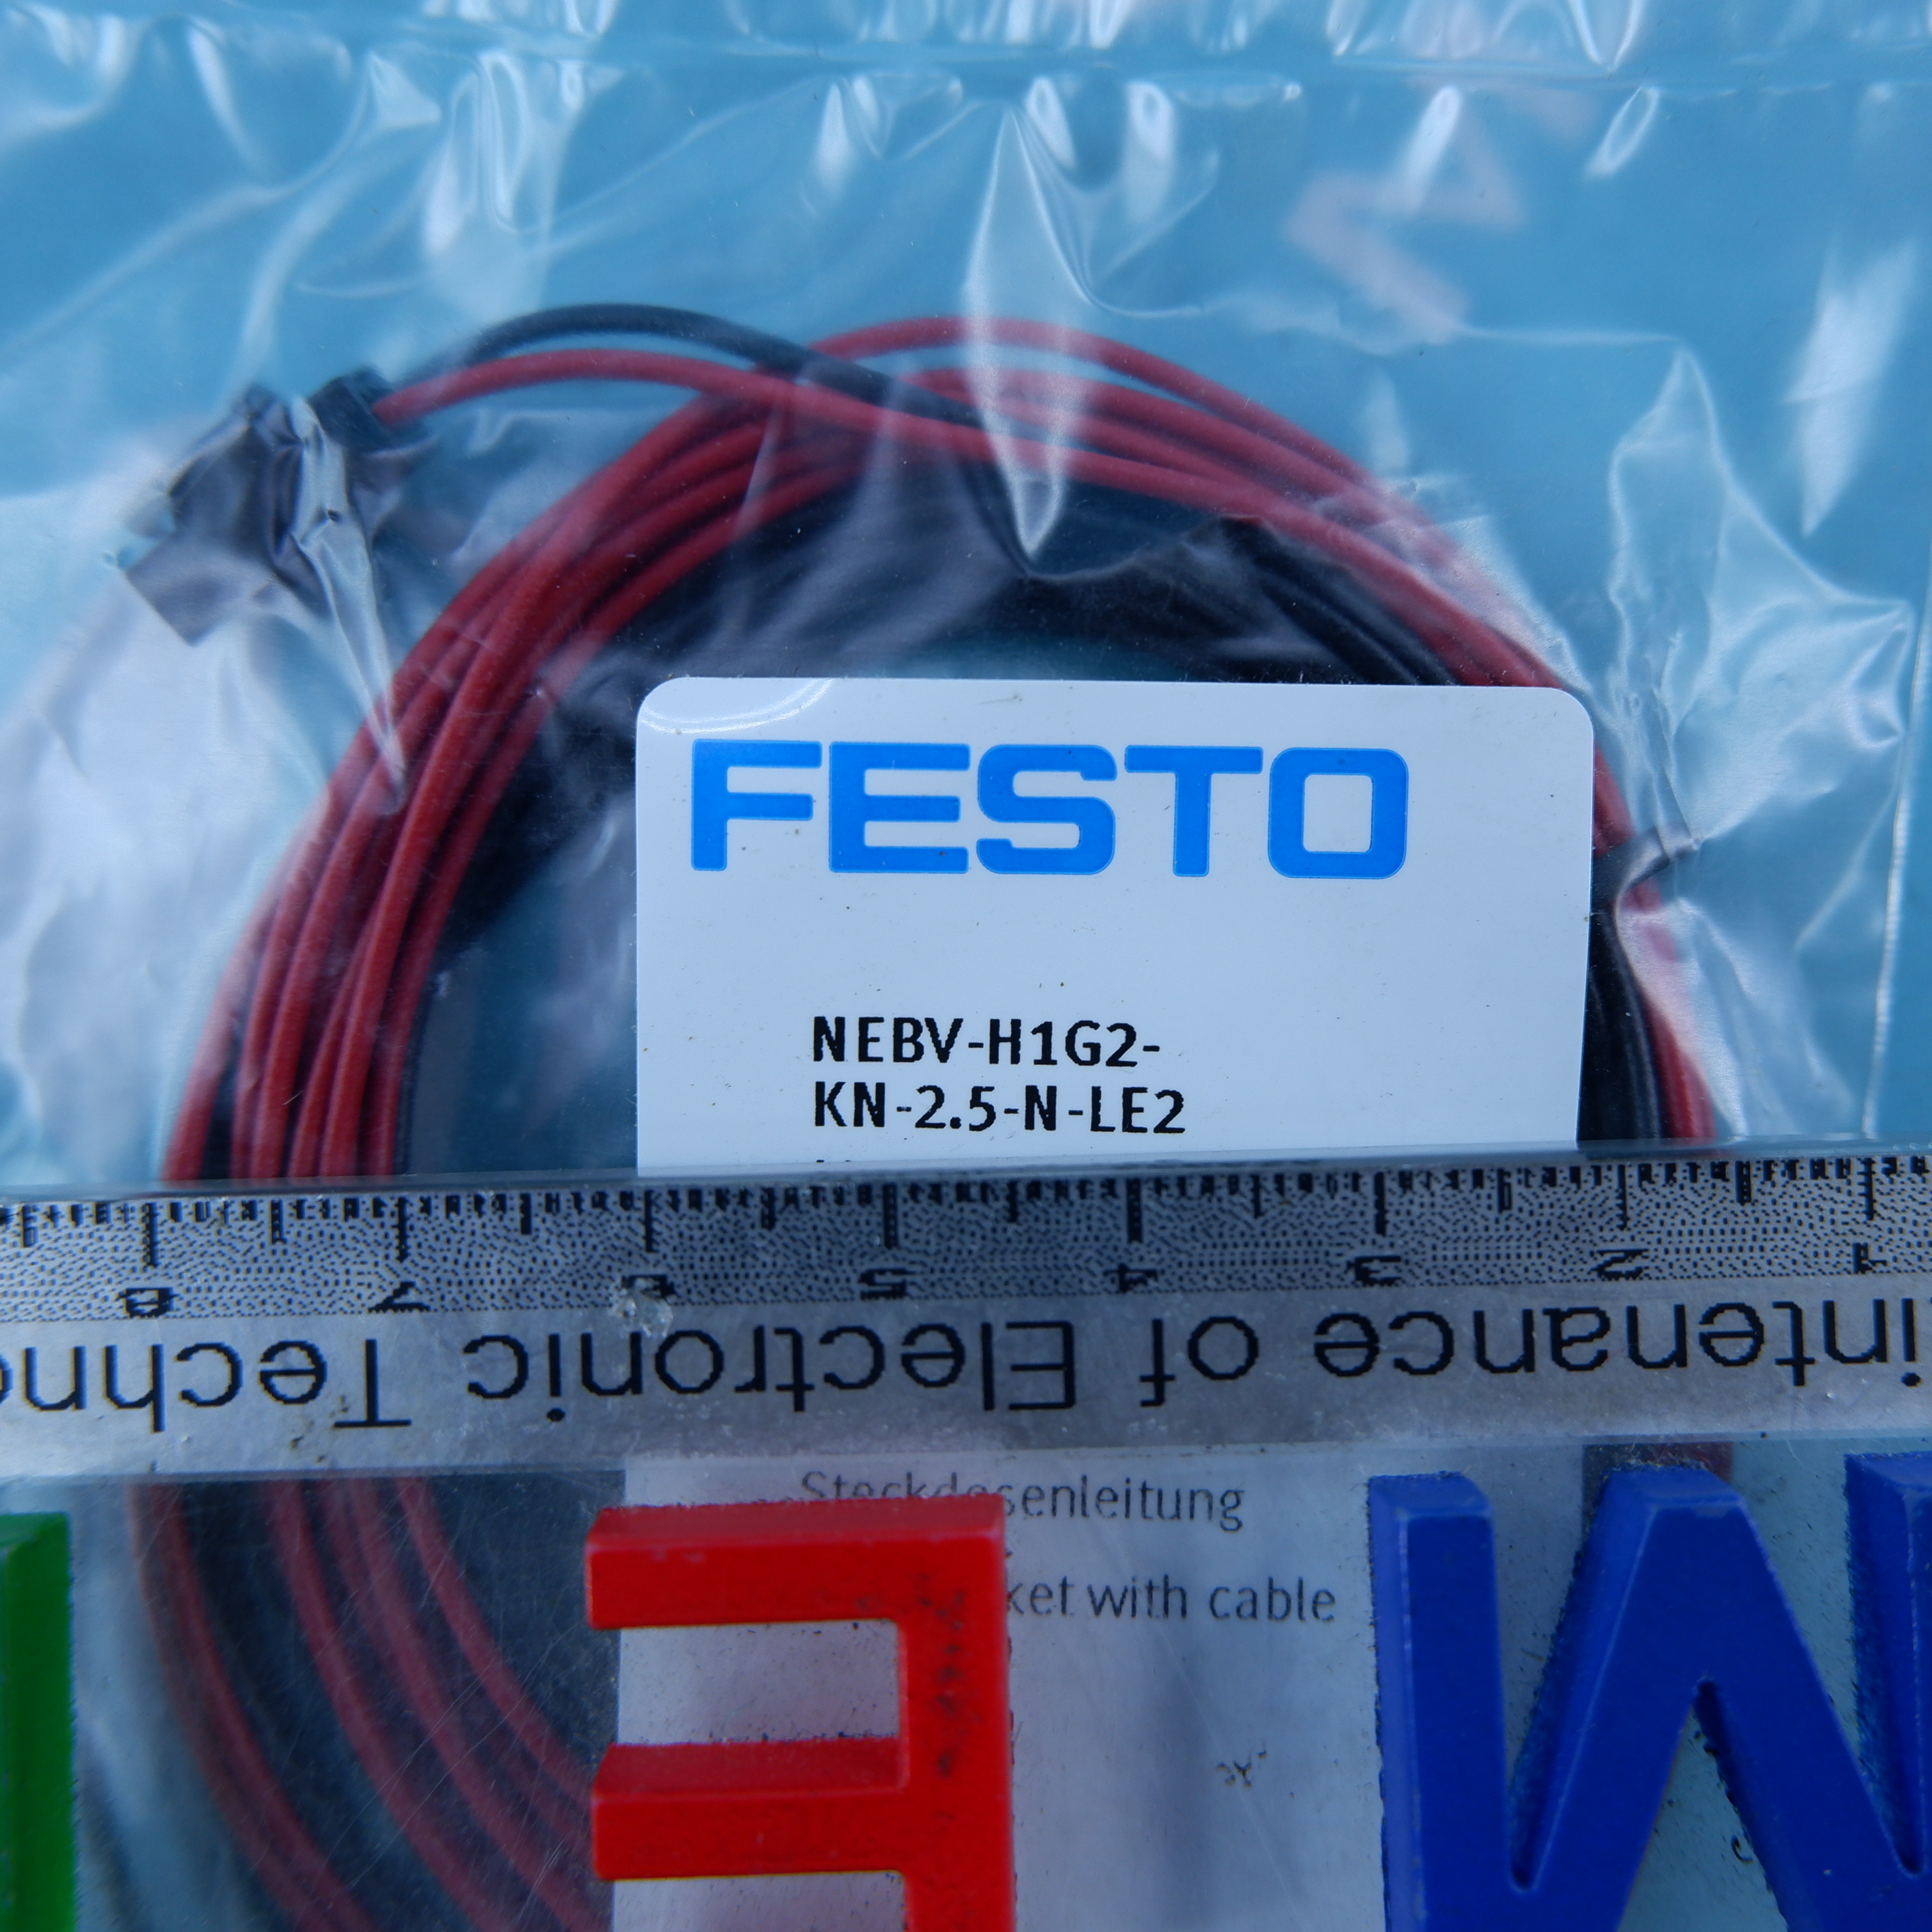 FESTO
NEBV-H1G2-
KN-2.5-N-LE2
8 7 6 5 4 3 2 1
intenance of Electronic Techno
Steckdosenleitung
ket with cable